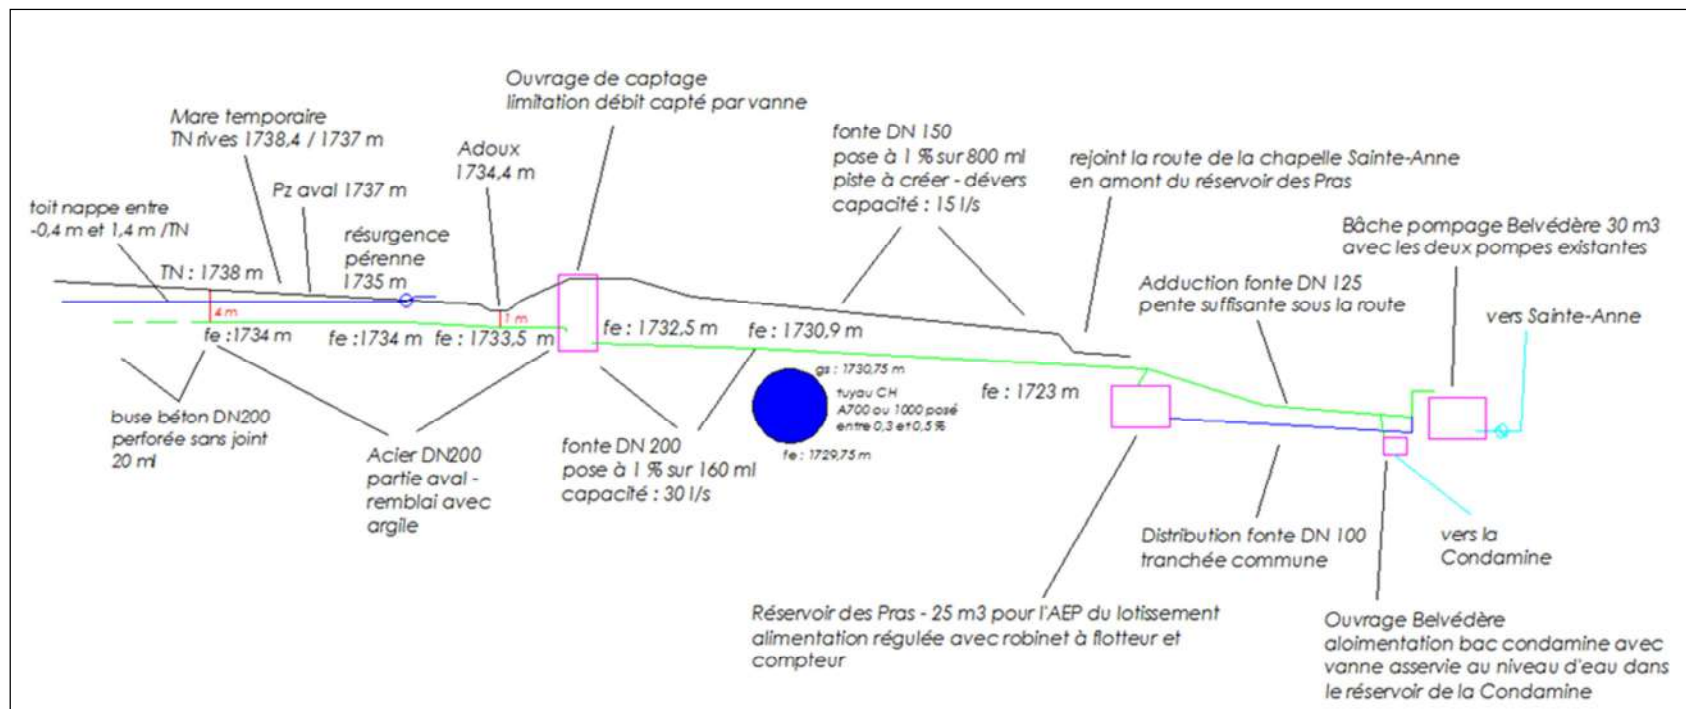 Ouvrage de captage
limitation débit capté par vanne
Mare temporaire
TN rives 1738,4 / 1737 m
Adoux
1734,4 m
fonte DN 150
pose à 1 % sur 800 ml
piste à créer - dévers
capacité : 15 l/s
rejoint la route de la chapelle Sainte-Anne
en amont du réservoir des Pras
Pz aval 1737 m
toit nappe entre
-0,4 m et 1,4 m /TN
résurgence
pérenne
1735 m
Bâche pompage Belvédère 30 m3
avec les deux pompes existantes
TN : 1738 m
Adduction fonte DN 125
pente suffisante sous la route
vers Sainte-Anne
4 m
1 m
fe :1734 m
fe :1734 m
fe : 1733,5 m
fe : 1732,5 m
fe : 1730,9 m
gs : 1730,75 m
tuyau CH
A700 ou 1000 posé
entre 0,3 et 0,5 %
fe : 1729,75 m
fe : 1723 m
buse béton DN200
perforée sans joint
20 ml
Acier DN200
partie aval -
remblai avec
argile
fonte DN 200
pose à 1 % sur 160 ml
capacité : 30 l/s
Distribution fonte DN 100
tranchée commune
vers la
Condamine
Réservoir des Pras - 25 m3 pour l'AEP du lotissement
alimentation régulée avec robinet à flotteur et
compteur
Ouvrage Belvédère
aloimentation bac condamine avec
vanne asservie au niveau d'eau dans
le réservoir de la Condamine